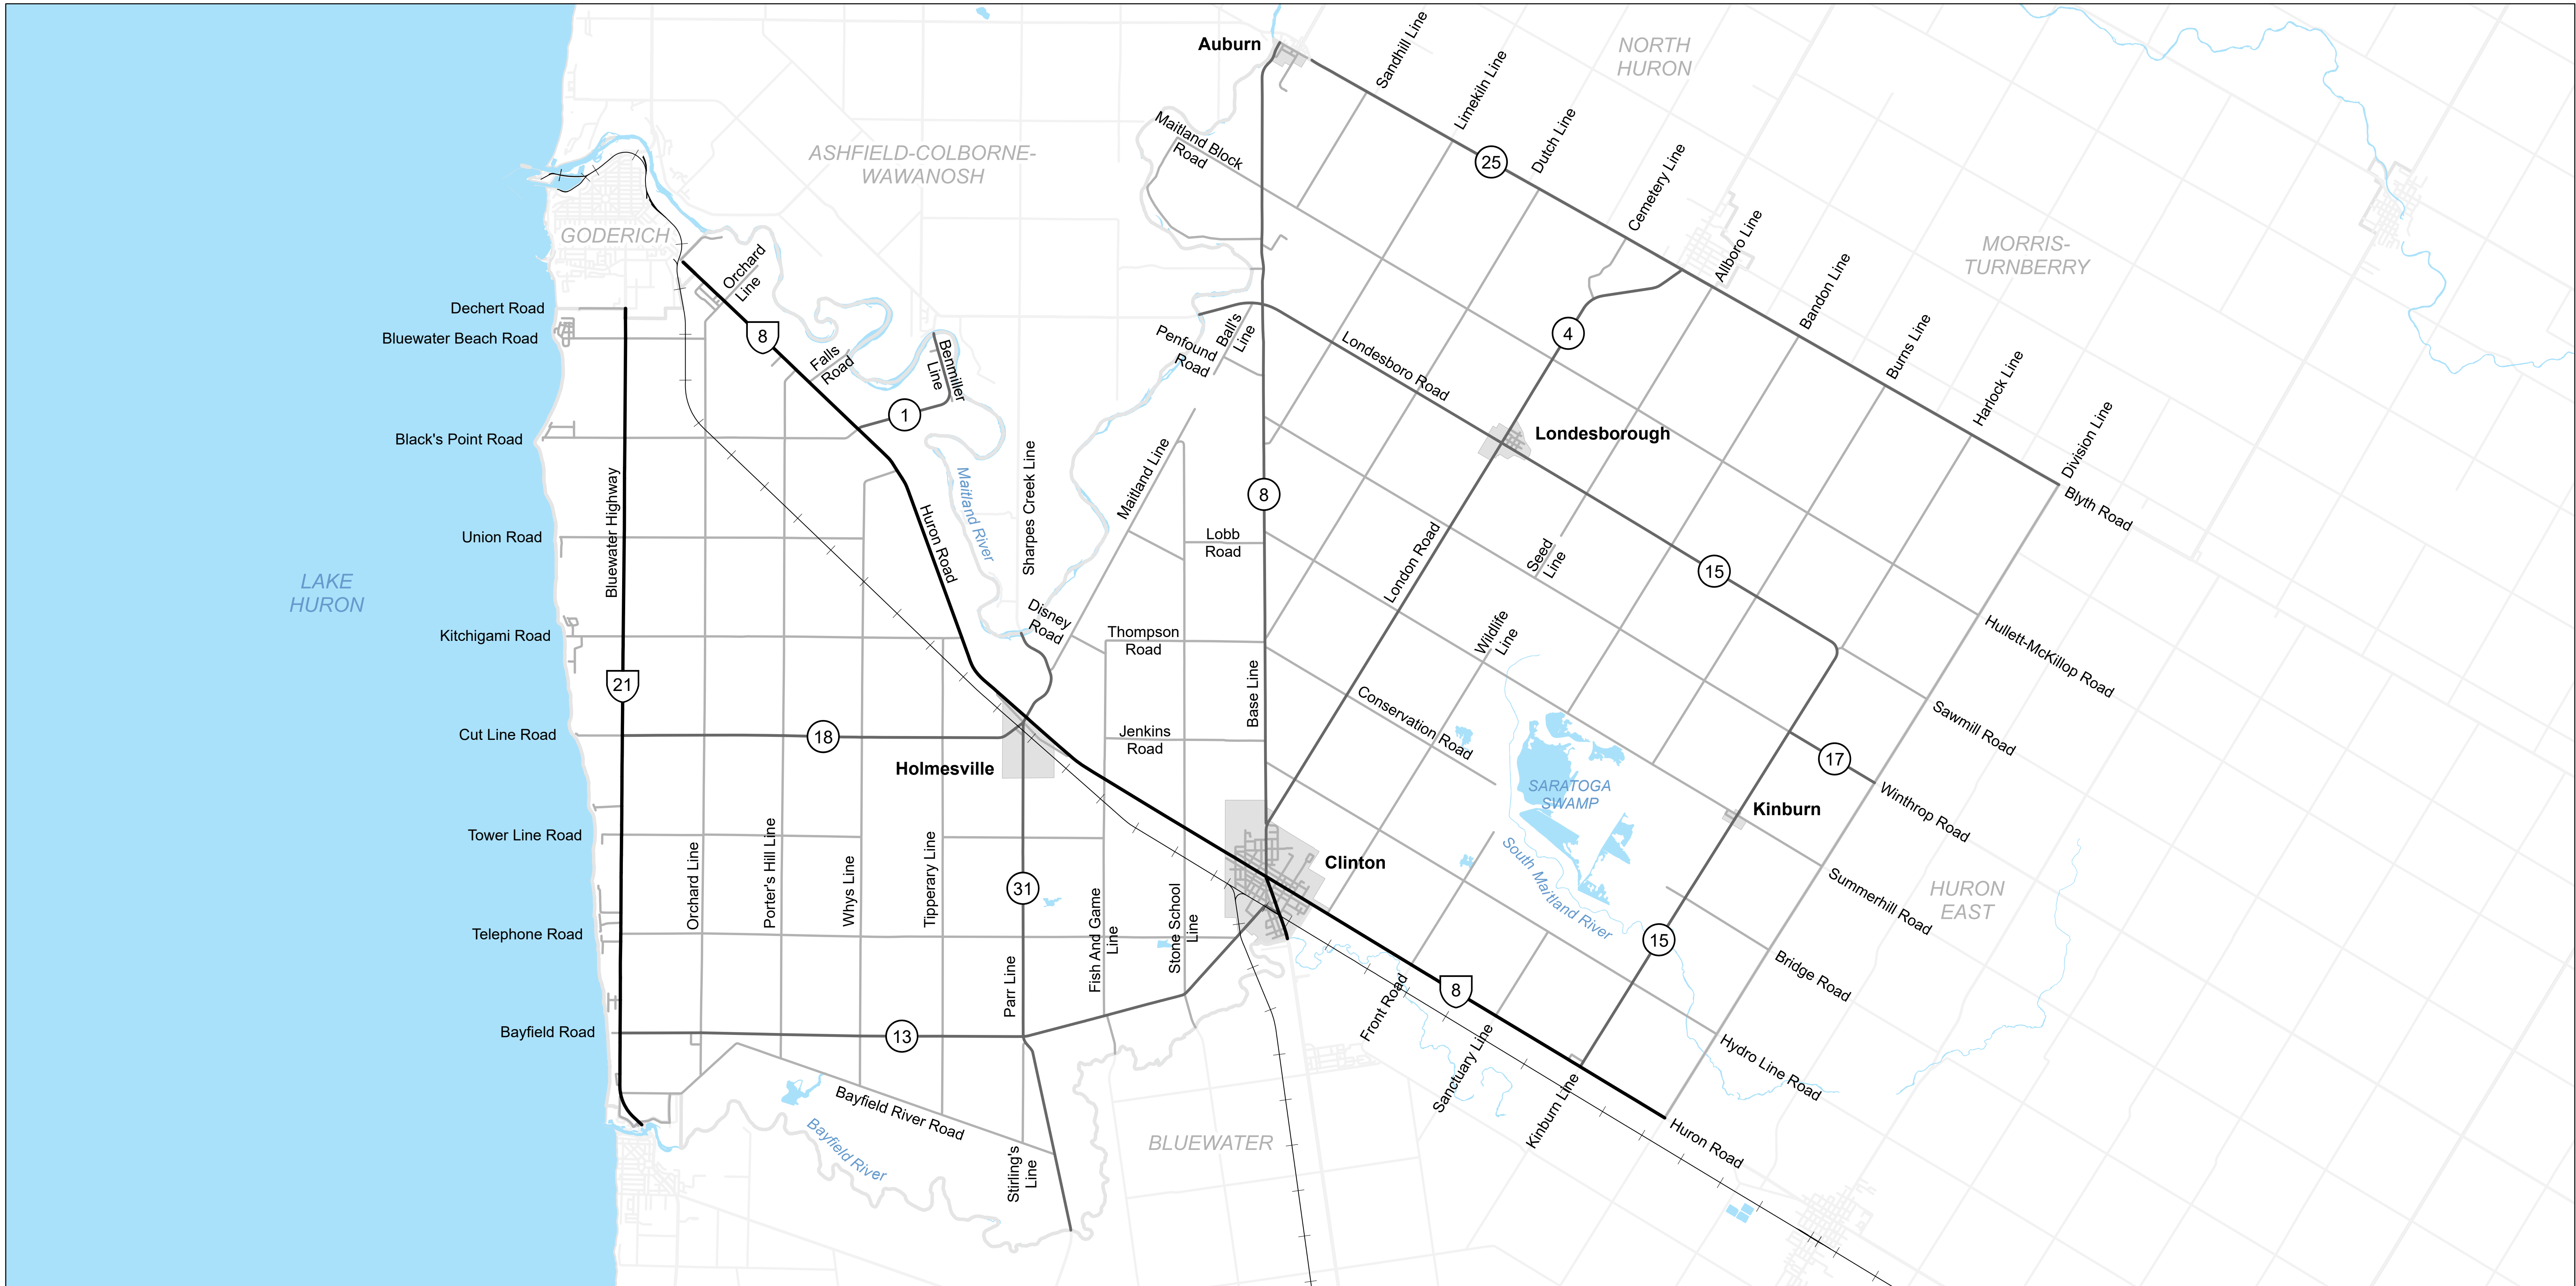 Auburn
Sandhill Line
Limekiln Line
Dutch Line
Cemetery Line
Allboro Line
Bandon Line
Burns Line
Harlock Line
Division Line
Blyth Road
NORTH
HURON
MORRIS-
TURNBERRY
ASHFIELD-COLBORNE-
WAWANOSH
GODERICH
Maitland Block
Road
25
4
Orchard
Line
8
Falls
Road
Benmiller
Line
1
Dechert Road
Bluewater Beach Road
Black's Point Road
Union Road
Kitchigami Road
Cut Line Road
Tower Line Road
Telephone Road
Bayfield Road
LAKE
HURON
Bluewater Highway
21
Penfound
Road
Ball's
Line
Londesboro Road
Londesborough
Maitland River
Sharpes Creek Line
Maitland Line
Huron Road
8
Lobb
Road
Disney
Road
Thompson
Road
Jenkins
Road
Base Line
London Road
Seed
Line
Wildlife
Line
15
Conservation Road
SARATOGA
SWAMP
South Maitland River
Hullett-McKillop Road
Sawmill Road
17
Winthrop Road
Kinburn
Summerhill Road
HURON
EAST
Bridge Road
Hydro Line Road
15
18
Holmesville
Clinton
Orchard Line
Porter's Hill Line
Whys Line
Tipperary Line
31
Parr Line
Fish And Game
Line
Stone School
Line
13
Bayfield River Road
Bayfield River
Stirling's
Line
BLUEWATER
Front Road
8
Sanctuary Line
Kinburn Line
Huron Road